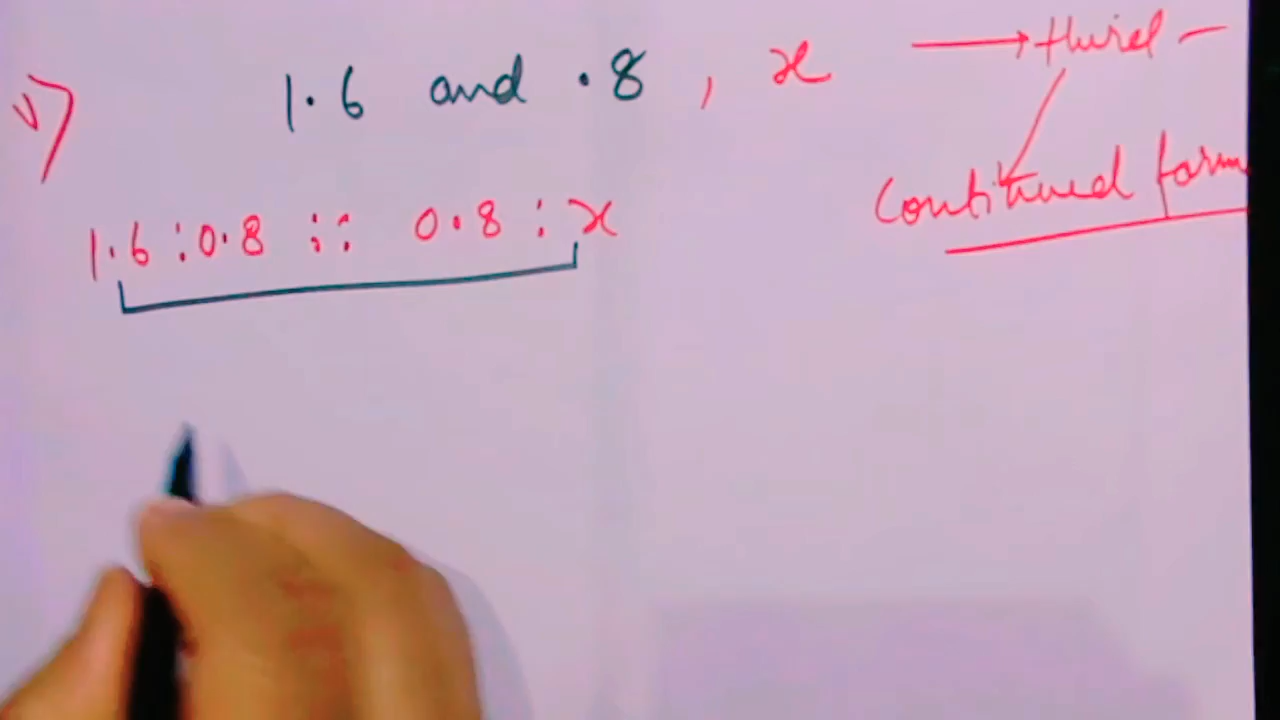 v) 1.6 and .8 , x → third –
Continued form
1.6 : 0.8 :: 0.8 : x